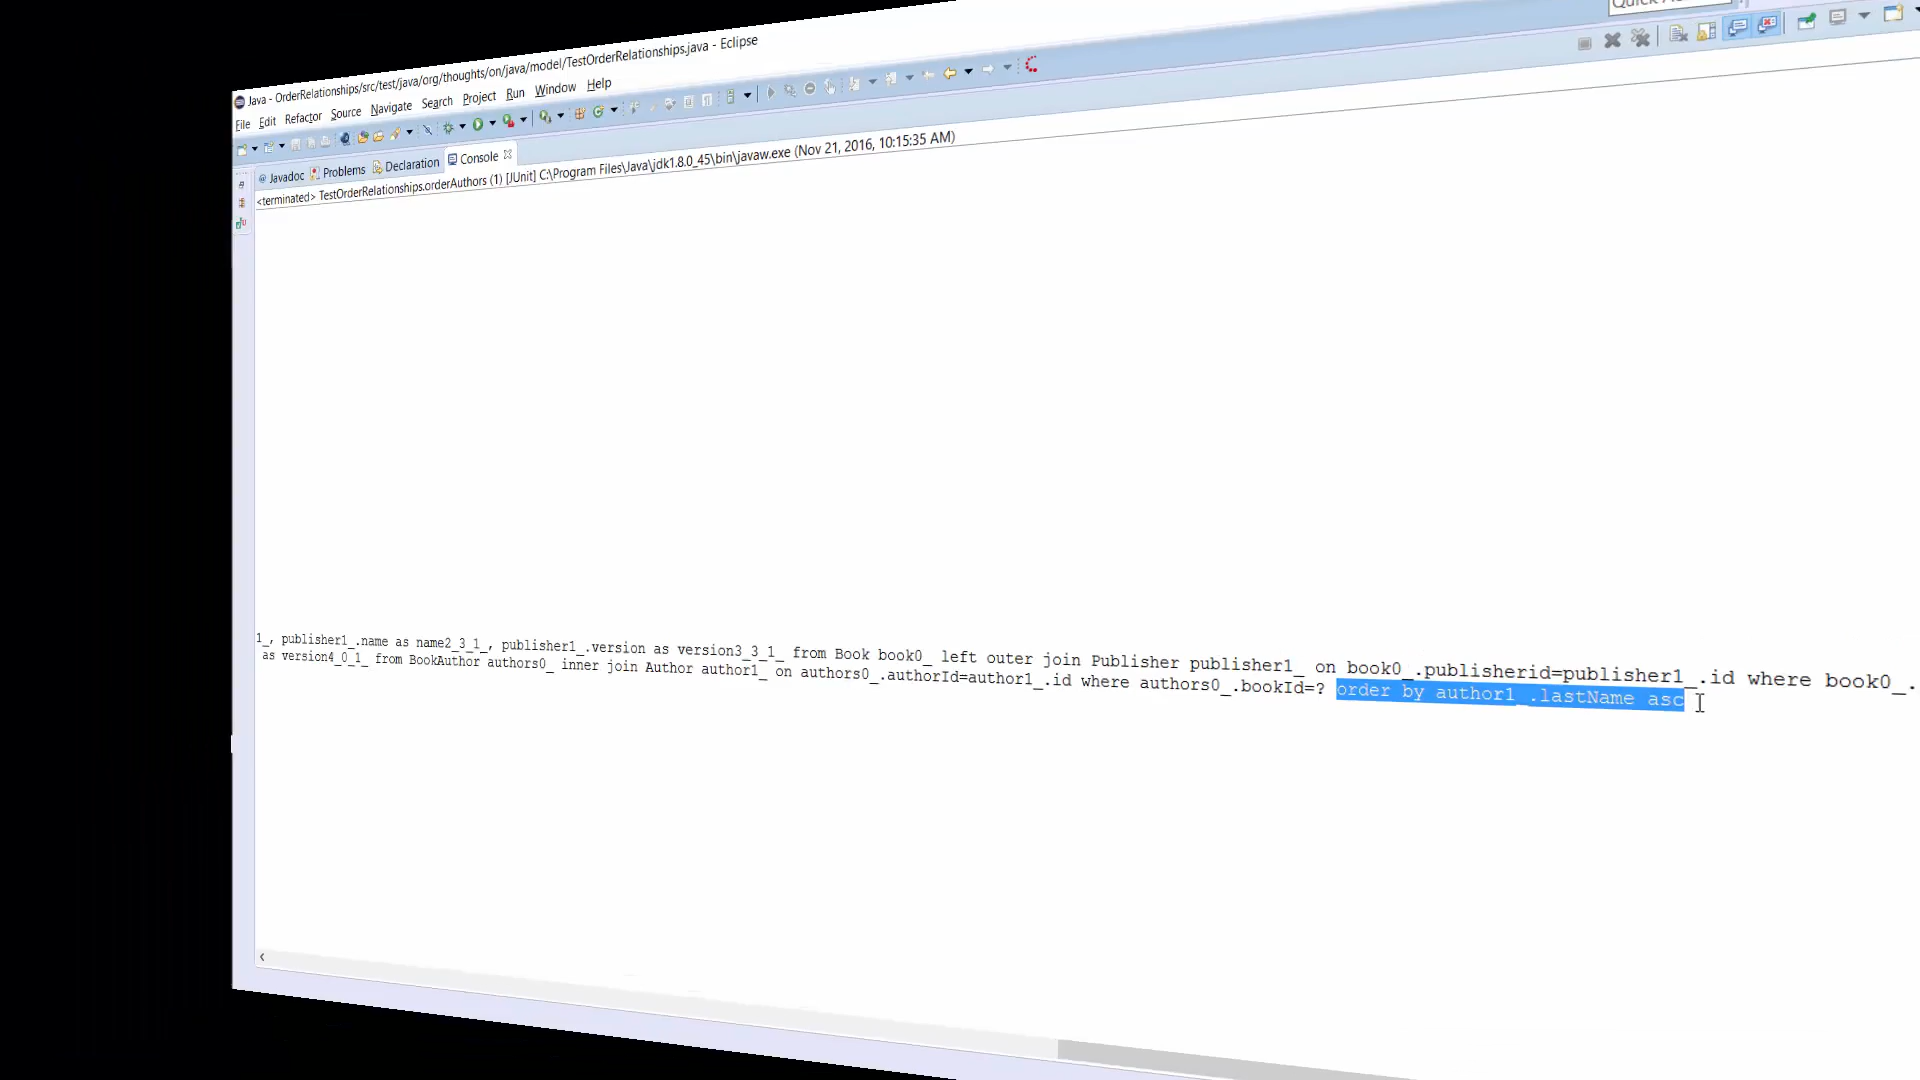 Java - OrderRelationships/src/test/java/org/thoughts/on/java/model/TestOrderRelationships.java - Eclipse
File Edit Refactor Source Navigate Search Project Run Window Help
@ Javadoc Problems Declaration Console
<terminated> TestOrderRelationships.orderAuthors (1) [JUnit] C:\Program Files\Java\jdk1.8.0_45\bin\javaw.exe (Nov 21, 2016, 10:15:35 AM)
1_, publisher1_.name as name2_3_1_, publisher1_.version as version3_3_1_ from Book book0_ left outer join Publisher publisher1_ on book0_.publisherid=publisher1_.id where book0_.
as version4_0_1_ from BookAuthor authors0_ inner join Author author1_ on authors0_.authorId=author1_.id where authors0_.bookId=? order by author1_.lastName asc